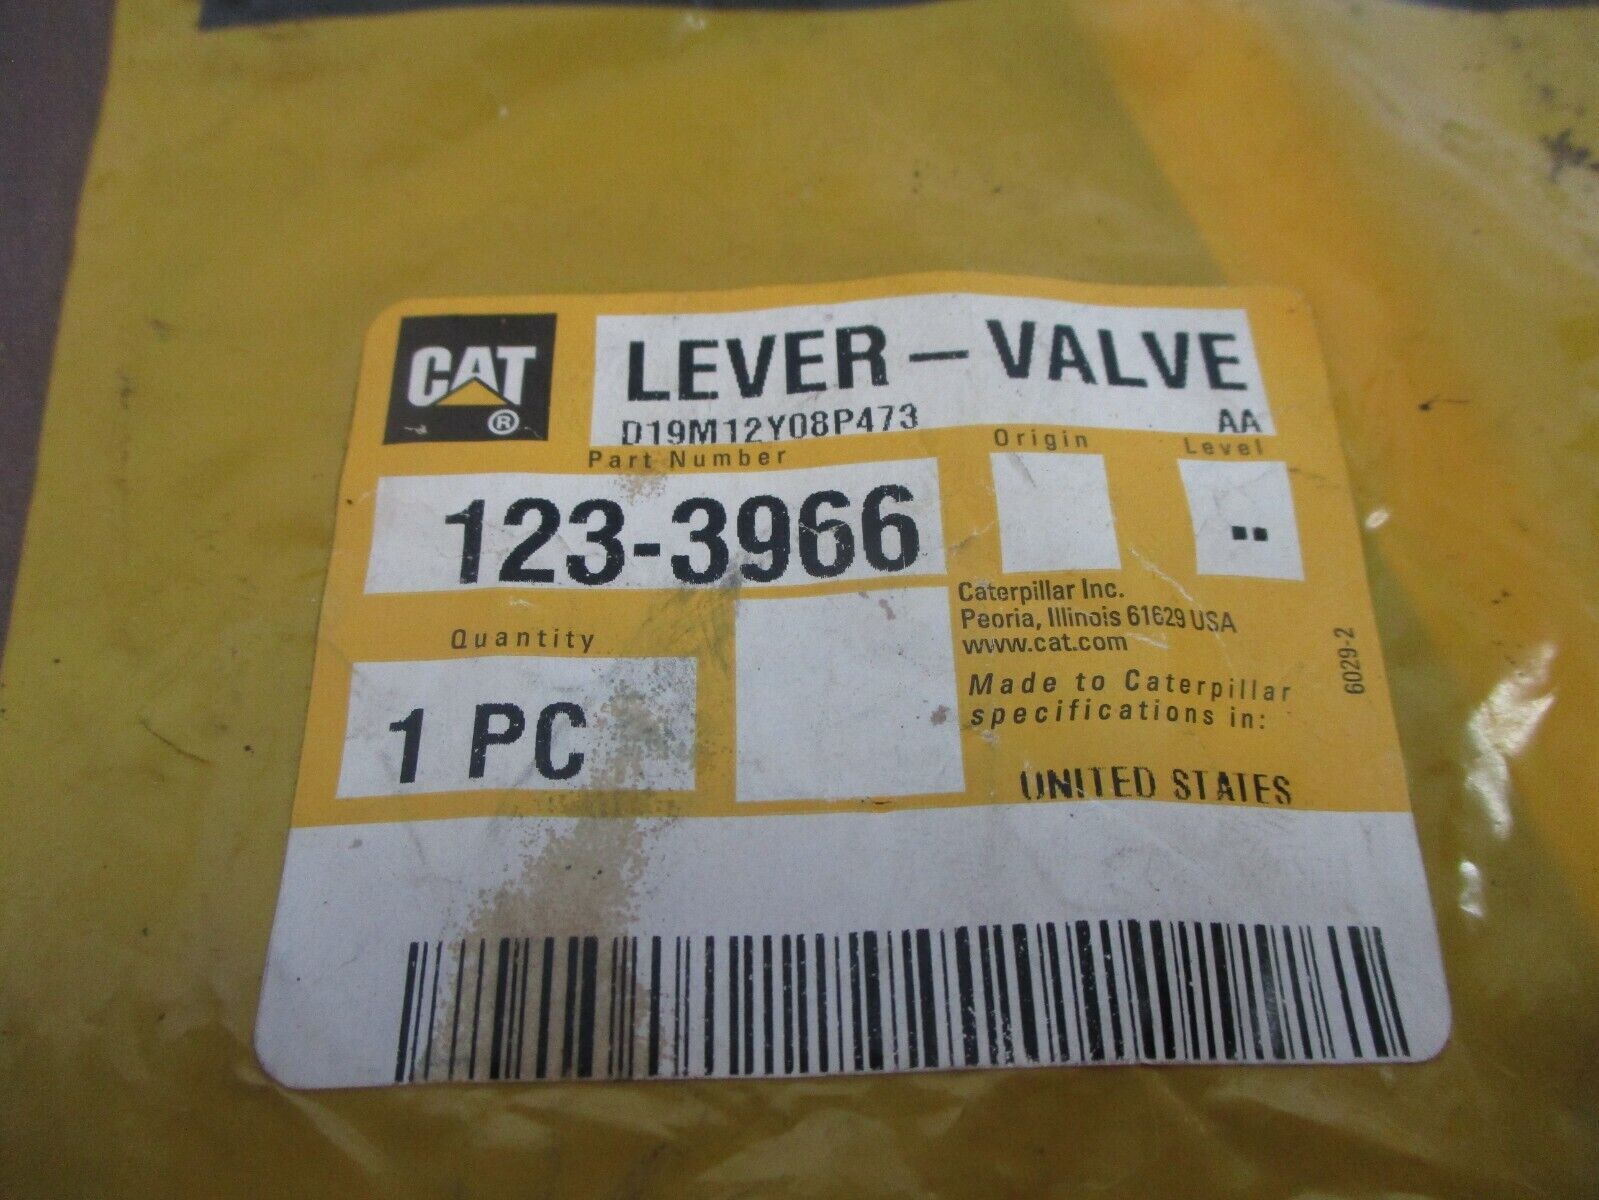 CAT
®
LEVER - VALVE
D19M12Y08P473 AA
Part Number Origin Level
123-3966 ..
Caterpillar Inc.
Peoria, Illinois 61629 USA
www.cat.com
Quantity
1 PC
Made to Caterpillar
specifications in:
UNITED STATES
6029-2